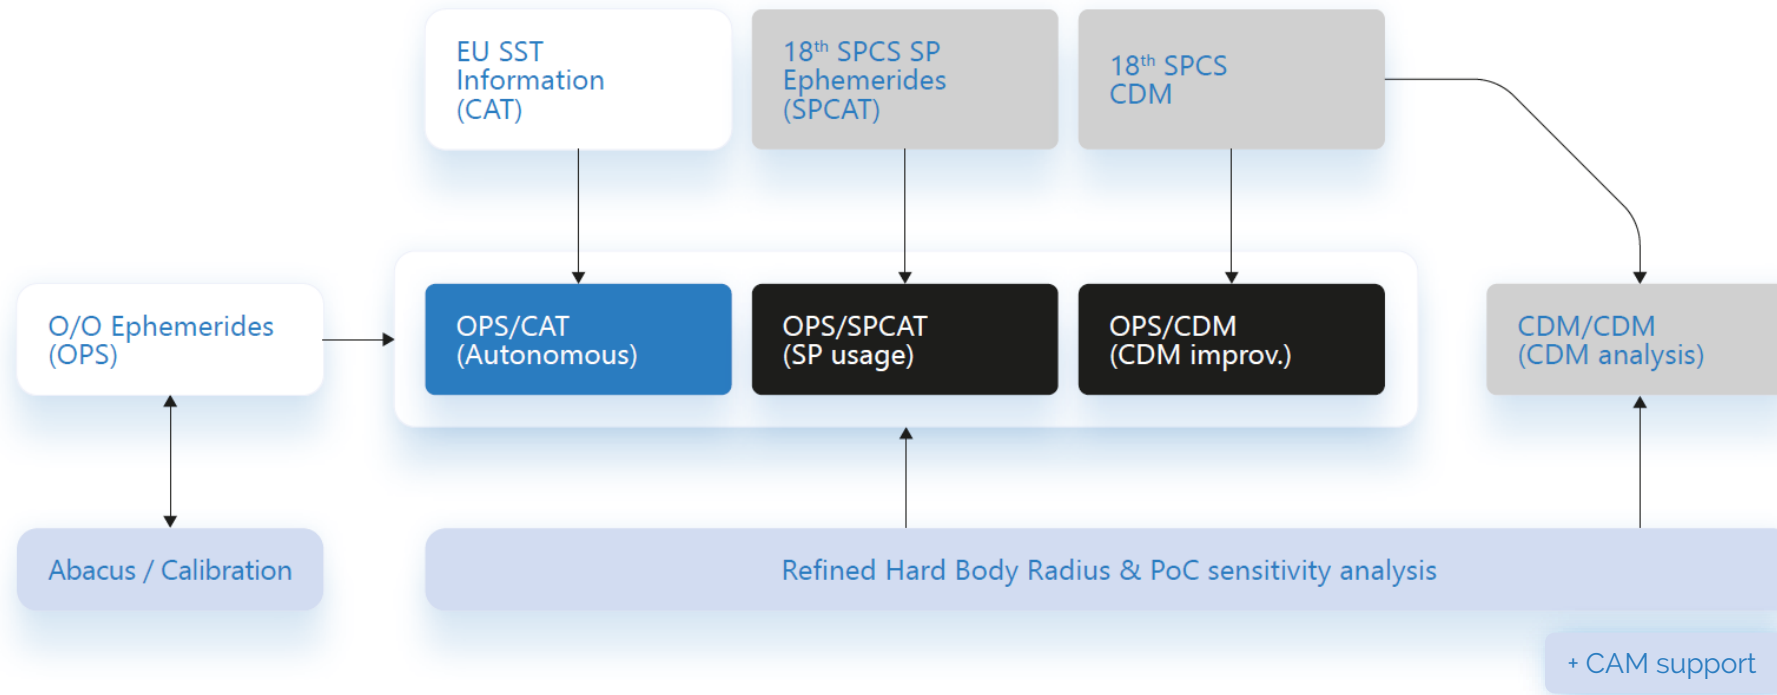 EU SST
Information
(CAT)
18th SPCS SP
Ephemerides
(SPCAT)
18th SPCS
CDM
O/O Ephemerides
(OPS)
OPS/CAT
(Autonomous)
OPS/SPCAT
(SP usage)
OPS/CDM
(CDM improv.)
CDM/CDM
(CDM analysis)
Abacus / Calibration
Refined Hard Body Radius & PoC sensitivity analysis
+ CAM support